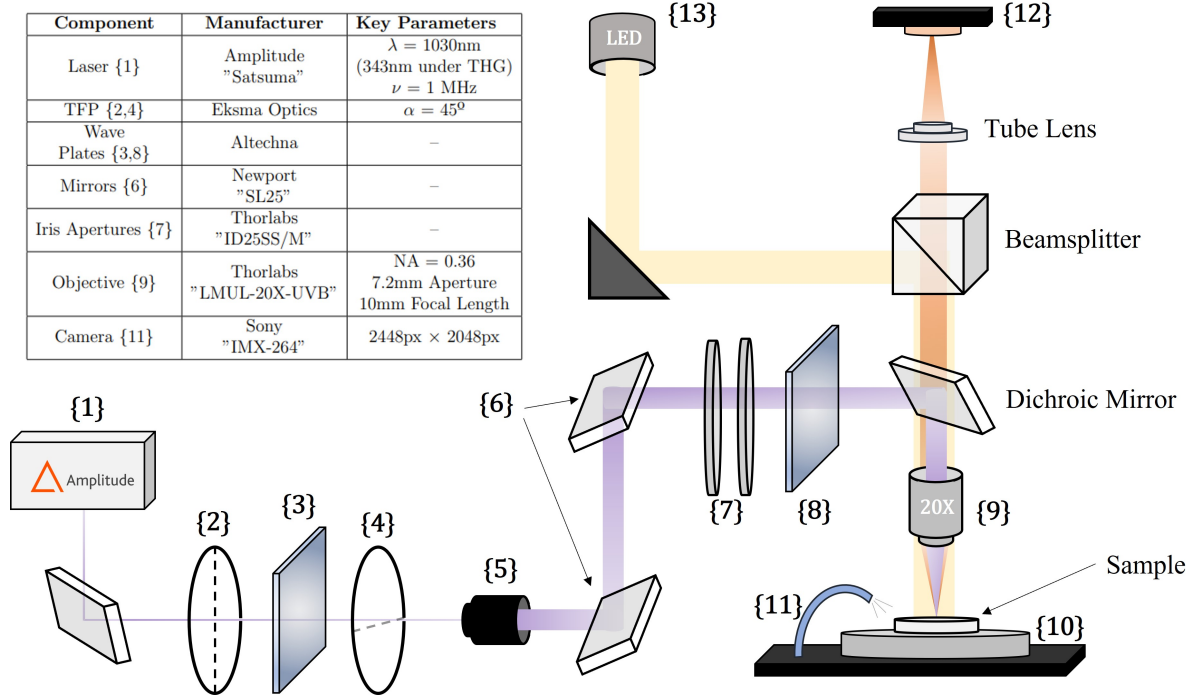 Component Manufacturer Key Parameters
Laser {1} Amplitude "Satsuma" λ = 1030nm (343nm under THG) ν = 1 MHz
TFP {2,4} Eksma Optics α = 45º
Wave Plates {3,8} Altechna –
Mirrors {6} Newport "SL25" –
Iris Apertures {7} Thorlabs "ID25SS/M" –
Objective {9} Thorlabs "LMUL-20X-UVB" NA = 0.36 7.2mm Aperture 10mm Focal Length
Camera {11} Sony "IMX-264" 2448px × 2048px
{13}
LED
{12}
Tube Lens
Beamsplitter
{6}
Dichroic Mirror
{1}
Amplitude
{7}
{8}
20X
{9}
{2}
{3}
{4}
{5}
Sample
{11}
{10}